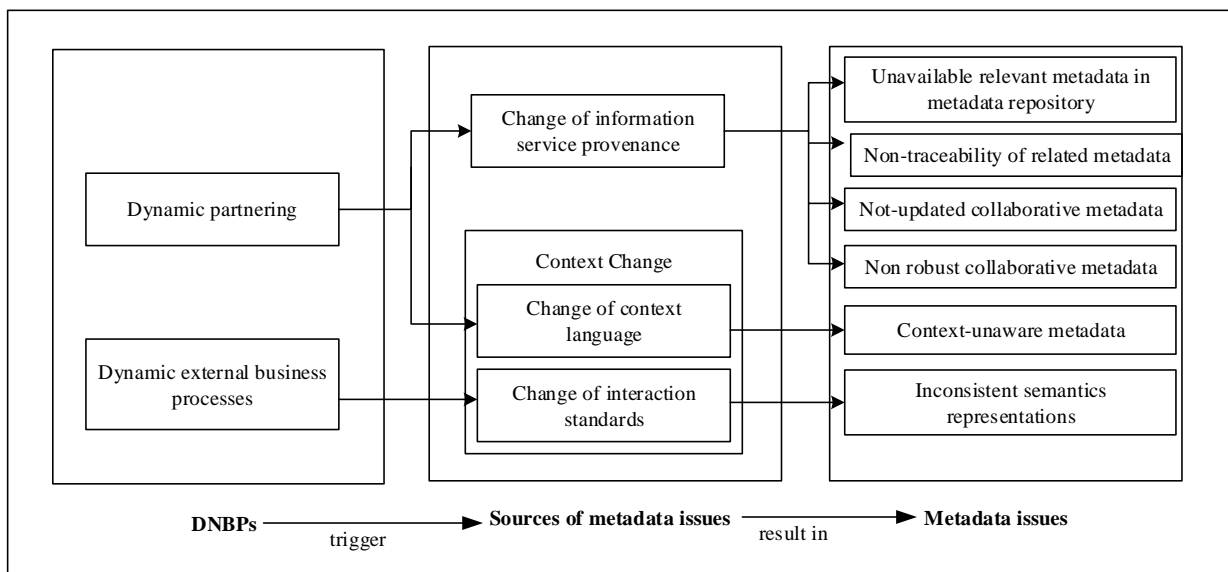 Dynamic partnering
Dynamic external business
processes
Change of information
service provenance
Context Change
Change of context
language
Change of interaction
standards
Unavailable relevant metadata in
metadata repository
Non-traceability of related metadata
Not-updated collaborative metadata
Non robust collaborative metadata
Context-unaware metadata
Inconsistent semantics
representations
DNBPs
trigger
Sources of metadata issues
result in
Metadata issues